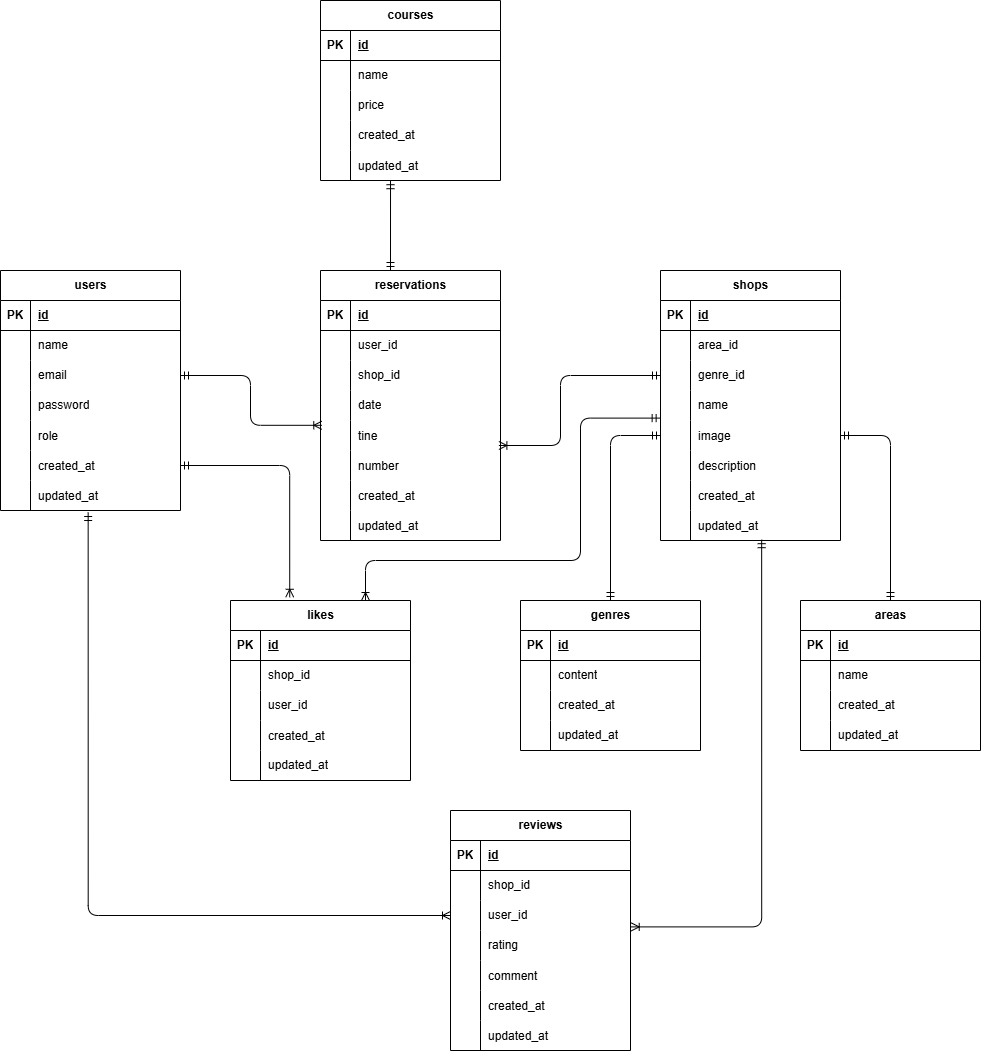 courses
PK id
name
price
created_at
updated_at
users
PK id
name
email
password
role
created_at
updated_at
reservations
PK id
user_id
shop_id
date
tine
number
created_at
updated_at
shops
PK id
area_id
genre_id
name
image
description
created_at
updated_at
likes
PK id
shop_id
user_id
created_at
updated_at
genres
PK id
content
created_at
updated_at
areas
PK id
name
created_at
updated_at
reviews
PK id
shop_id
user_id
rating
comment
created_at
updated_at